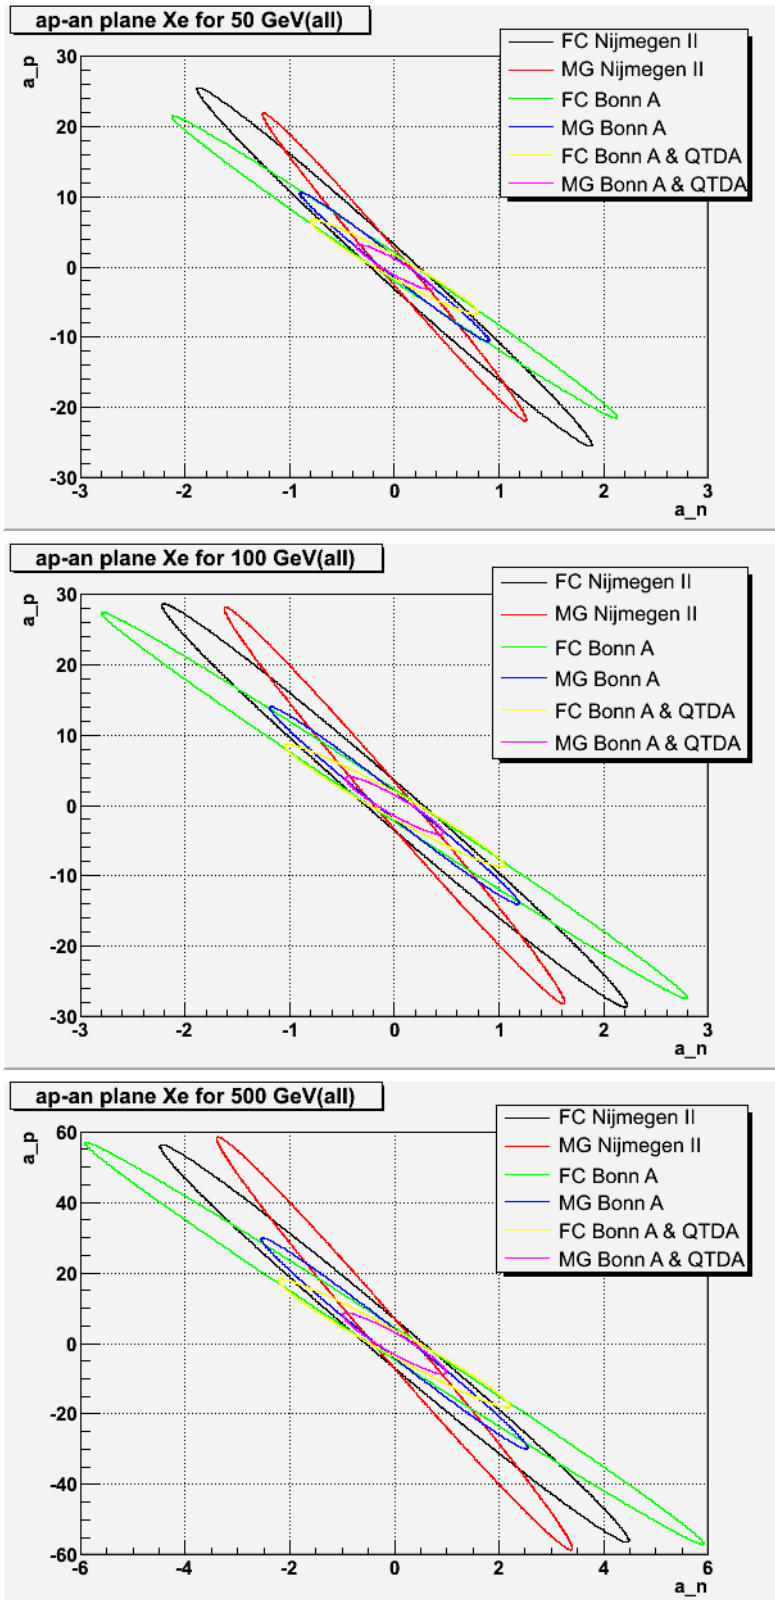 ap-an plane Xe for 50 GeV(all)
a_p
30
20
10
0
-10
-20
-30
-3
-2
-1
0
1
2
3
a_n
FC Nijmegen II
MG Nijmegen II
FC Bonn A
MG Bonn A
FC Bonn A & QTDA
MG Bonn A & QTDA
ap-an plane Xe for 100 GeV(all)
a_p
30
20
10
0
-10
-20
-30
-3
-2
-1
0
1
2
3
a_n
FC Nijmegen II
MG Nijmegen II
FC Bonn A
MG Bonn A
FC Bonn A & QTDA
MG Bonn A & QTDA
ap-an plane Xe for 500 GeV(all)
a_p
60
40
20
0
-20
-40
-60
-6
-4
-2
0
2
4
6
a_n
FC Nijmegen II
MG Nijmegen II
FC Bonn A
MG Bonn A
FC Bonn A & QTDA
MG Bonn A & QTDA